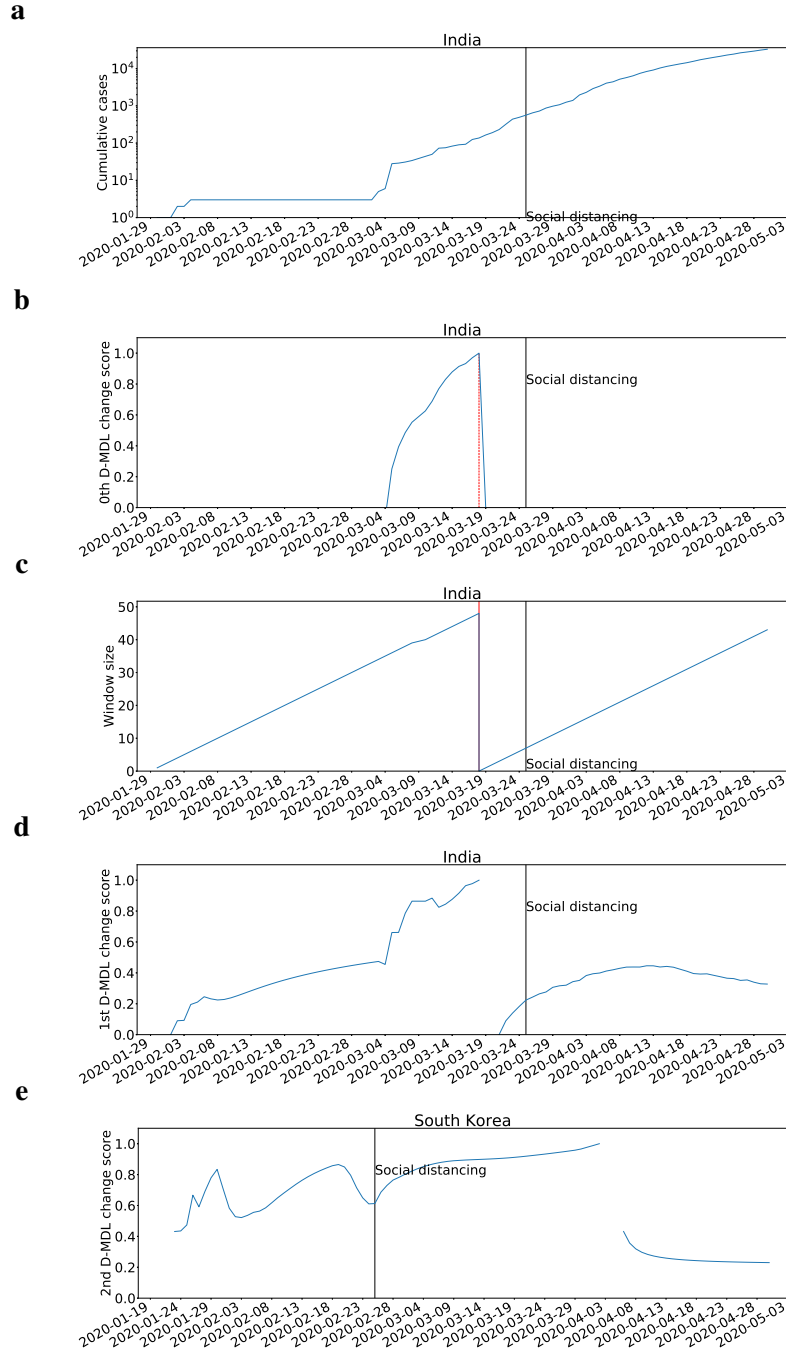 a
India
Cumulative cases
10⁴
10³
10²
10¹
10⁰
Social distancing
2020-01-29 2020-02-03 2020-02-08 2020-02-13 2020-02-18 2020-02-23 2020-02-28 2020-03-04 2020-03-09 2020-03-14 2020-03-19 2020-03-24 2020-03-29 2020-04-03 2020-04-08 2020-04-13 2020-04-18 2020-04-23 2020-04-28 2020-05-03
b
India
0th D-MDL change score
1.0
0.8
0.6
0.4
0.2
0.0
Social distancing
2020-01-29 2020-02-03 2020-02-08 2020-02-13 2020-02-18 2020-02-23 2020-02-28 2020-03-04 2020-03-09 2020-03-14 2020-03-19 2020-03-24 2020-03-29 2020-04-03 2020-04-08 2020-04-13 2020-04-18 2020-04-23 2020-04-28 2020-05-03
c
India
Window size
50
40
30
20
10
0
Social distancing
2020-01-29 2020-02-03 2020-02-08 2020-02-13 2020-02-18 2020-02-23 2020-02-28 2020-03-04 2020-03-09 2020-03-14 2020-03-19 2020-03-24 2020-03-29 2020-04-03 2020-04-08 2020-04-13 2020-04-18 2020-04-23 2020-04-28 2020-05-03
d
India
1st D-MDL change score
1.0
0.8
0.6
0.4
0.2
0.0
Social distancing
2020-01-29 2020-02-03 2020-02-08 2020-02-13 2020-02-18 2020-02-23 2020-02-28 2020-03-04 2020-03-09 2020-03-14 2020-03-19 2020-03-24 2020-03-29 2020-04-03 2020-04-08 2020-04-13 2020-04-18 2020-04-23 2020-04-28 2020-05-03
e
South Korea
2nd D-MDL change score
1.0
0.8
0.6
0.4
0.2
0.0
Social distancing
2020-01-19 2020-01-24 2020-01-29 2020-02-03 2020-02-08 2020-02-13 2020-02-18 2020-02-23 2020-02-28 2020-03-04 2020-03-09 2020-03-14 2020-03-19 2020-03-24 2020-03-29 2020-04-03 2020-04-08 2020-04-13 2020-04-18 2020-04-23 2020-04-28 2020-05-03